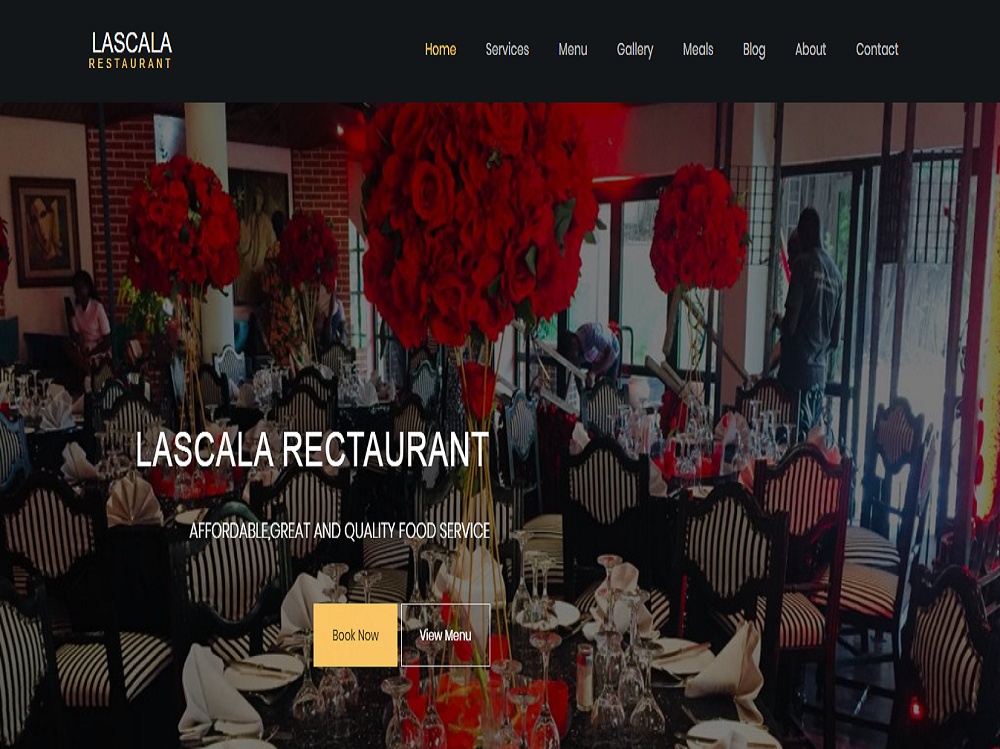 LASCALA
RESTAURANT
Home Services Menu Gallery Meals Blog About Contact
LASCALA RECTAURANT
AFFORDABLE,GREAT AND QUALITY FOOD SERVICE
Book Now View Menu